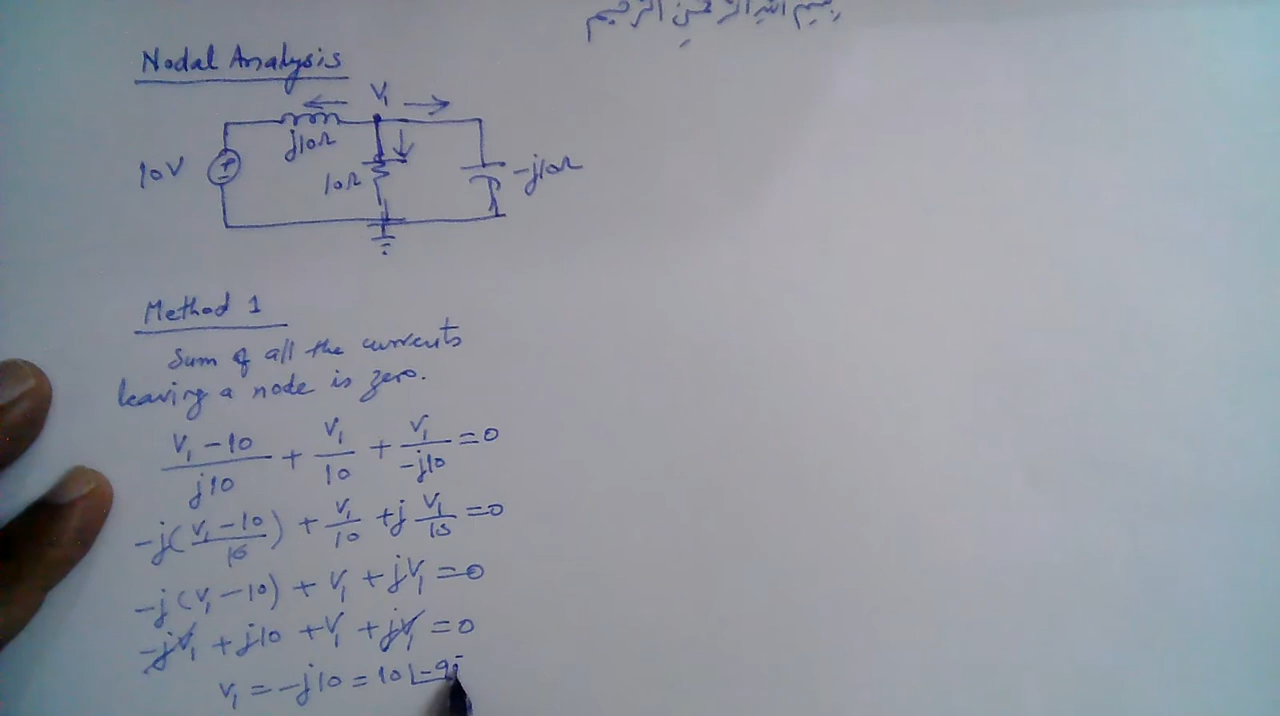 بسم الله الرحمن الرحيم
Nodal Analysis
V₁
j10Ω
10V
+
-
10Ω
-j10Ω
Method 1
Sum of all the currents
leaving a node is zero.
(V₁ - 10)/j10 + V₁/10 + V₁/-j10 = 0
-j((V₁ - 10)/10) + V₁/10 + j V₁/10 = 0
-j(V₁ - 10) + V₁ + jV₁ = 0
-jV₁ + j10 + V₁ + jV₁ = 0
V₁ = -j10 = 10∠-9